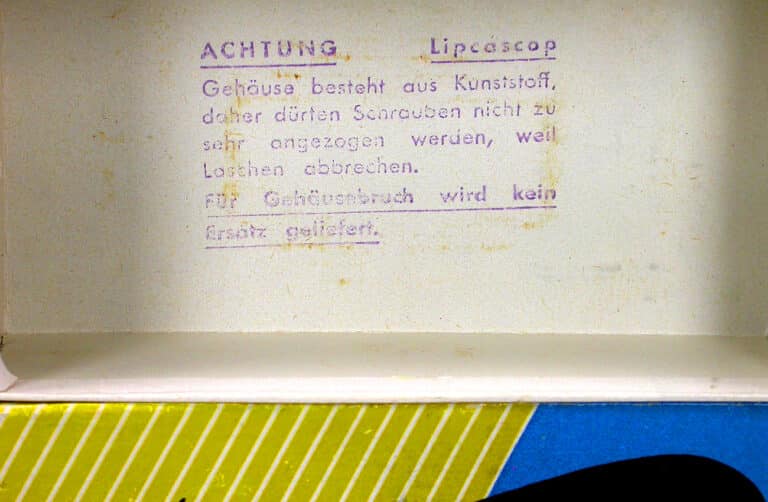 ACHTUNG Lipcascop
Gehäuse besteht aus Kunststoff,
daher dürfen Schrauben nicht zu
sehr angezogen werden, weil
Laschen abbrechen.
Für Gehäusebruch wird kein
Ersatz geliefert.